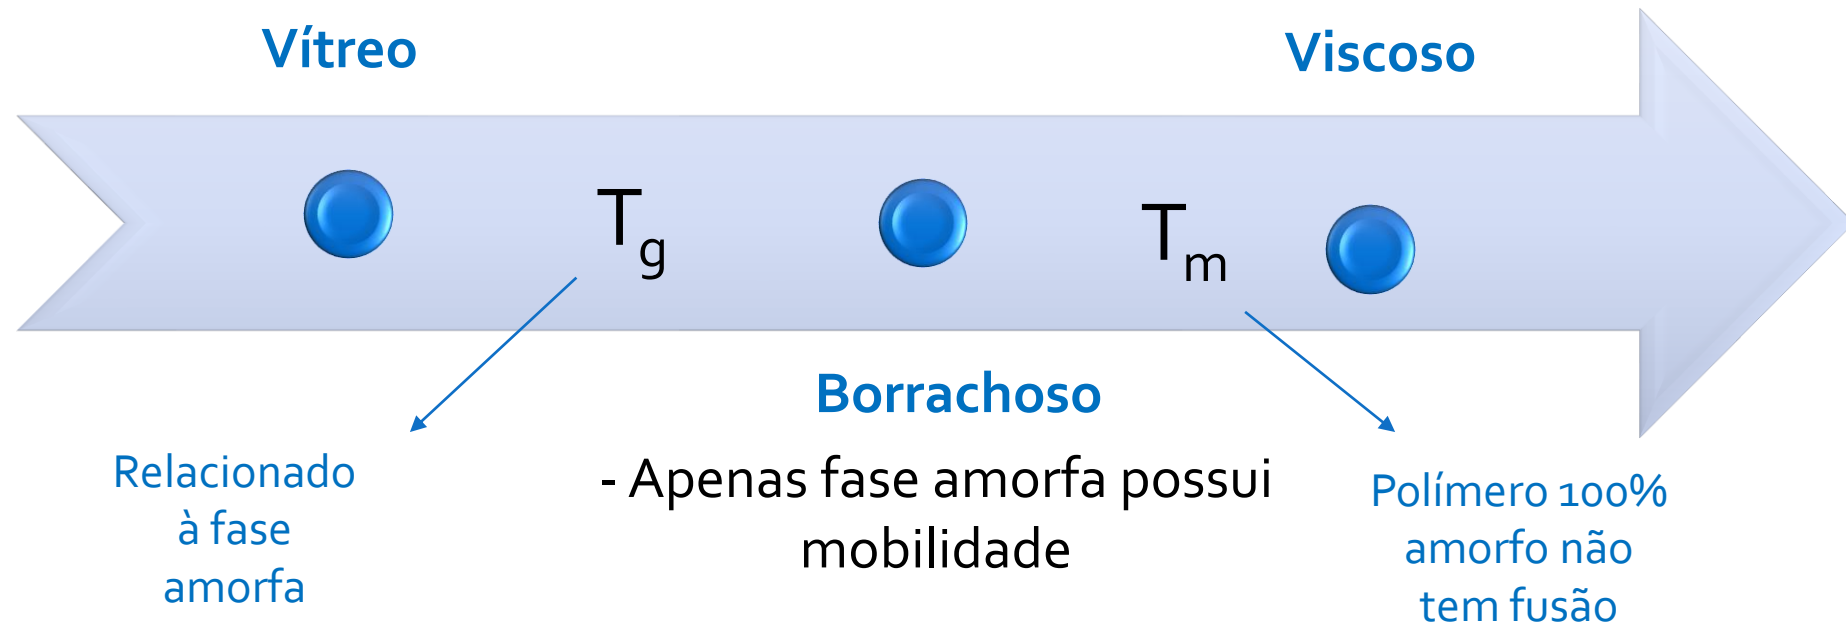 Vítreo
Viscoso
Tg
Tm
Borrachoso
- Apenas fase amorfa possui
mobilidade
Relacionado
à fase
amorfa
Polímero 100%
amorfo não
tem fusão